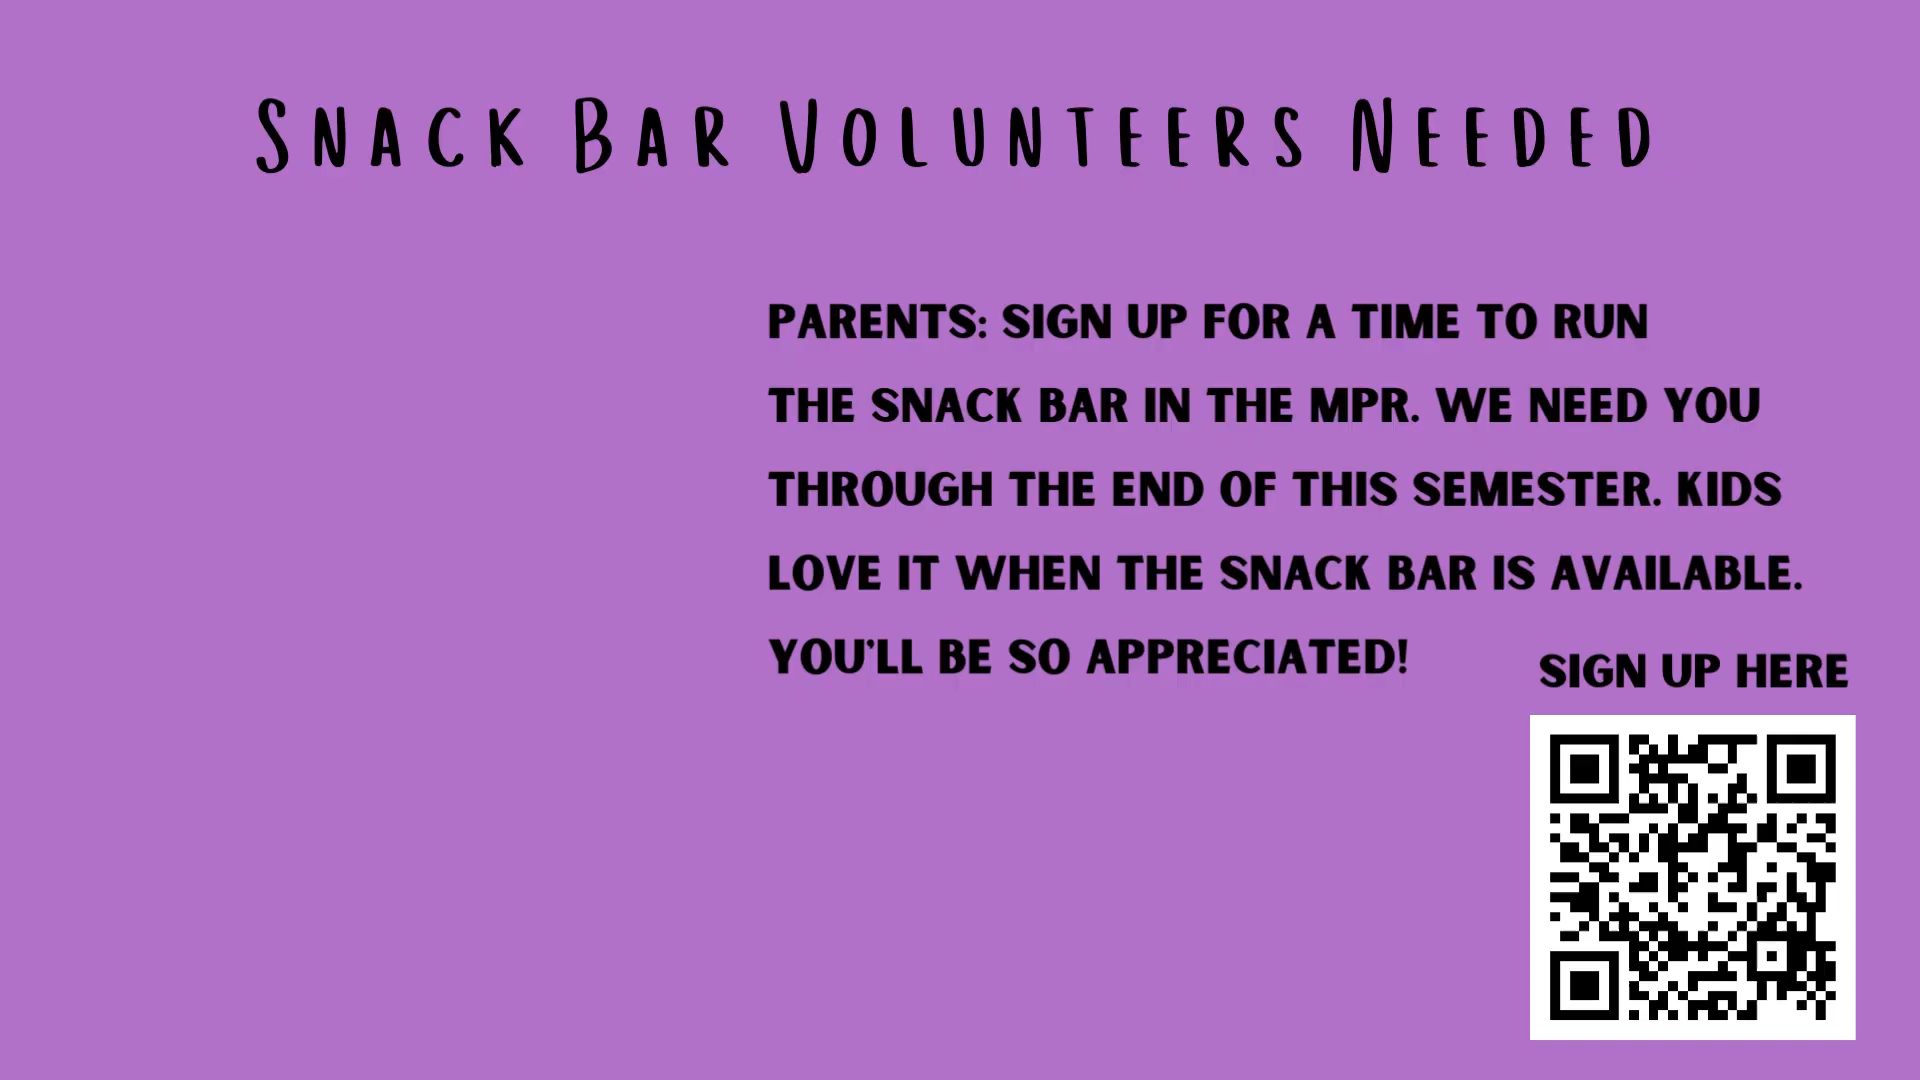 Snack Bar Volunteers Needed
PARENTS: SIGN UP FOR A TIME TO RUN
THE SNACK BAR IN THE MPR. WE NEED YOU
THROUGH THE END OF THIS SEMESTER. KIDS
LOVE IT WHEN THE SNACK BAR IS AVAILABLE.
YOU'LL BE SO APPRECIATED!
SIGN UP HERE